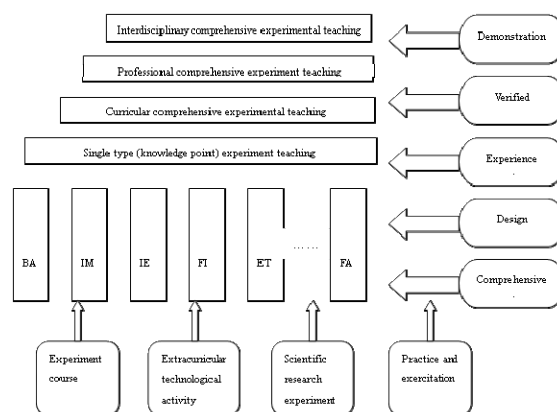 Interdisciplinary comprehensive experimental teaching
Demonstration
Professional comprehensive experiment teaching
Curricular comprehensive experimental teaching
Verified
Single type (knowledge point) experiment teaching
Experience
.
Design
BA
IM
IE
FI
ET
......
FA
Comprehensive
.
Experiment
course
Extracuricular
technological
activity
Scientific
research
experiment
Practice and
exercitation